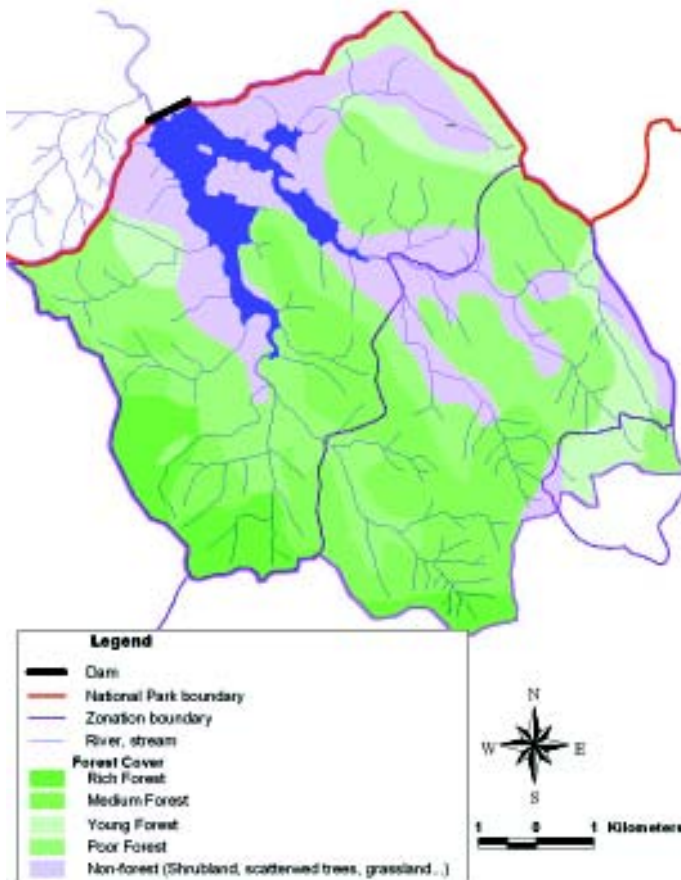 Legend
Dam
National Park boundary
Zonation boundary
River, stream
Forest Cover
Rich Forest
Medium Forest
Young Forest
Poor Forest
Non-forest (Shrubland, scatterwed trees, grassland...)
N
W E
S
1 0 1 Kilometers